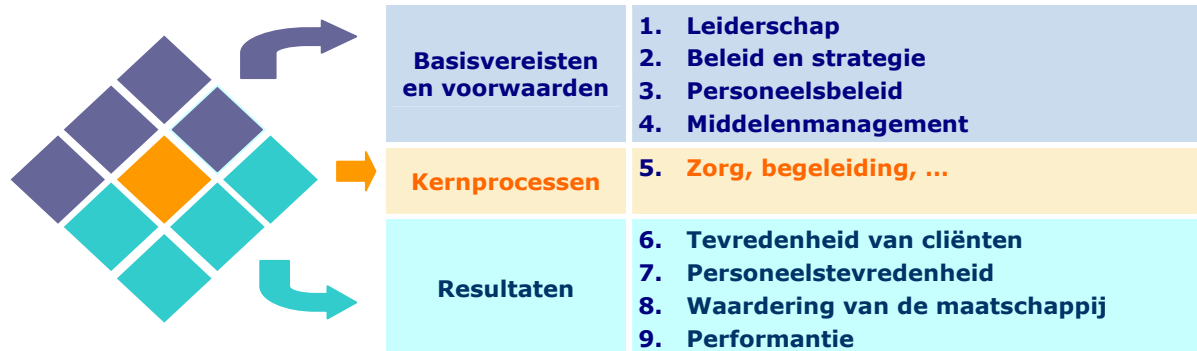 Basisvereisten
en voorwaarden
1. Leiderschap
2. Beleid en strategie
3. Personeelsbeleid
4. Middelenmanagement
Kernprocessen
5. Zorg, begeleiding, ...
Resultaten
6. Tevredenheid van cliënten
7. Personeelstevredenheid
8. Waardering van de maatschappij
9. Performantie